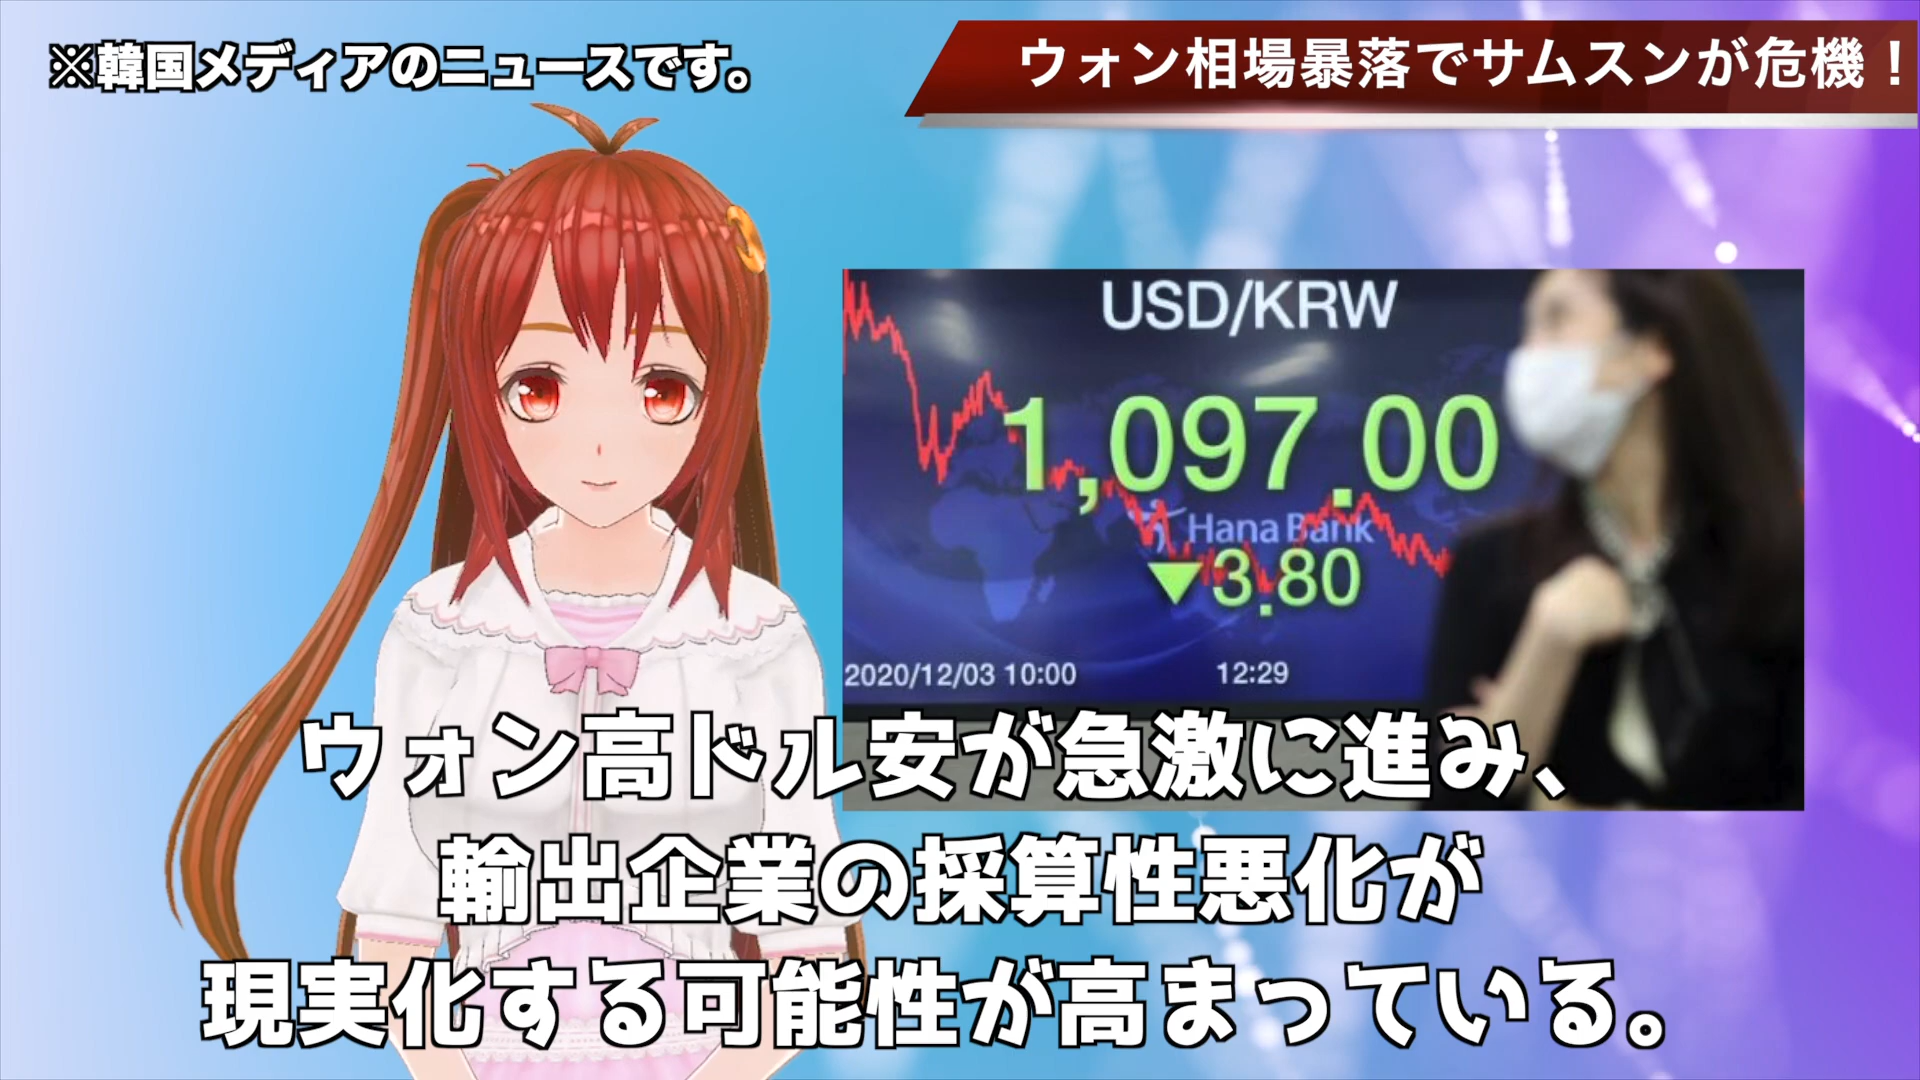 ※韓国メディアのニュースです。
ウォン相場暴落でサムスンが危機！
USD/KRW
1,097.00
Hana Bank
▼3.80
2020/12/03 10:00 12:29
ウォン高ドル安が急激に進み、
輸出企業の採算性悪化が
現実化する可能性が高まっている。